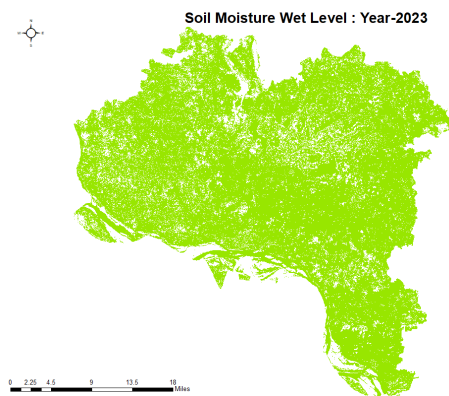 Soil Moisture Wet Level : Year-2023
N
W E
S
0 2.25 4.5 9 13.5 18
Miles